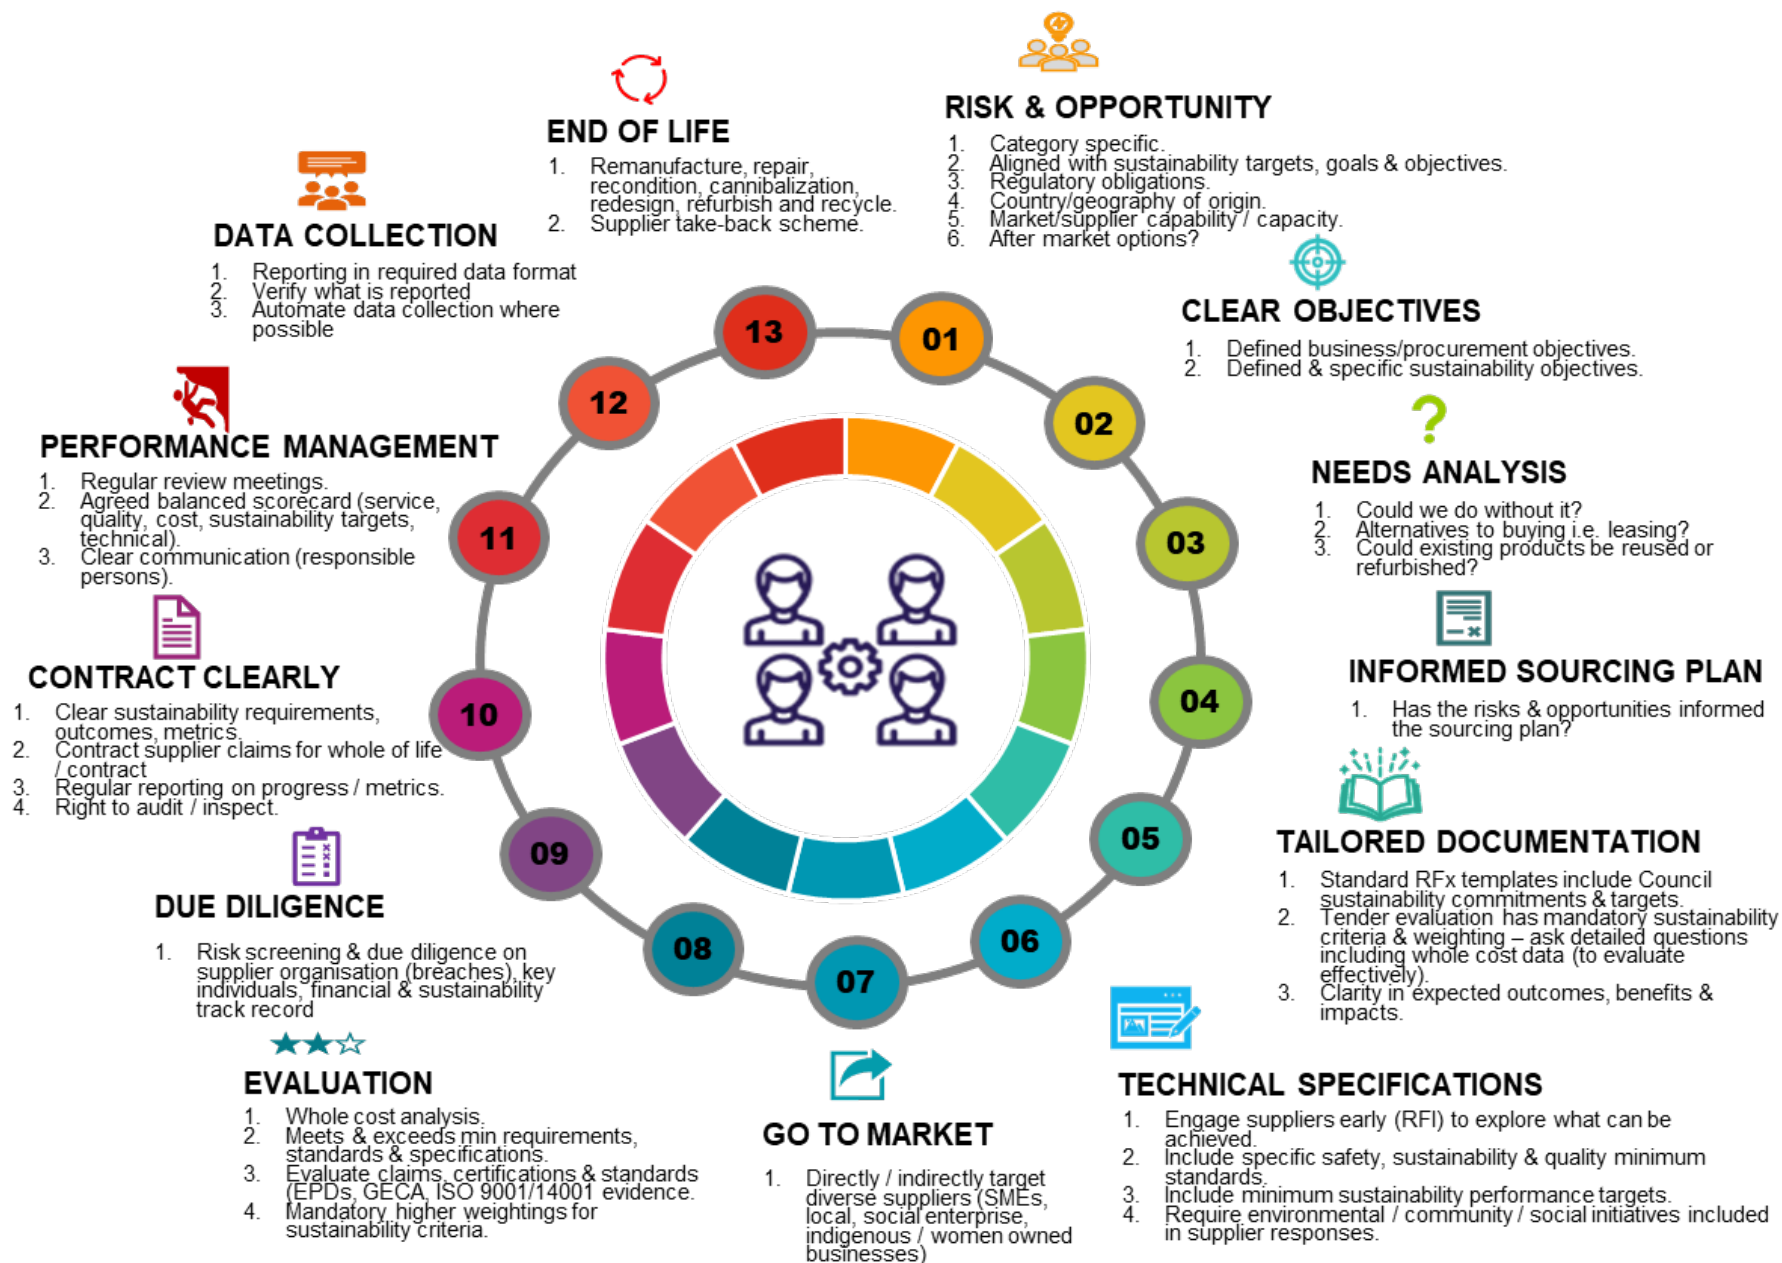 RISK & OPPORTUNITY
1. Category specific.
2. Aligned with sustainability targets, goals & objectives.
3. Regulatory obligations.
4. Country/geography of origin.
5. Market/supplier capability / capacity.
6. After market options?
CLEAR OBJECTIVES
1. Defined business/procurement objectives.
2. Defined & specific sustainability objectives.
NEEDS ANALYSIS
1. Could we do without it?
2. Alternatives to buying i.e. leasing?
3. Could existing products be reused or
refurbished?
INFORMED SOURCING PLAN
1. Has the risks & opportunities informed
the sourcing plan?
TAILORED DOCUMENTATION
1. Standard RFx templates include Council
sustainability commitments & targets.
2. Tender evaluation has mandatory sustainability
criteria & weighting – ask detailed questions
including whole cost data (to evaluate
effectively).
3. Clarity in expected outcomes, benefits &
impacts.
TECHNICAL SPECIFICATIONS
1. Engage suppliers early (RFI) to explore what can be
achieved.
2. Include specific safety, sustainability & quality minimum
standards.
3. Include minimum sustainability performance targets.
4. Require environmental / community / social initiatives included
in supplier responses.
GO TO MARKET
1. Directly / indirectly target
diverse suppliers (SMEs,
local, social enterprise,
indigenous / women owned
businesses)
EVALUATION
1. Whole cost analysis.
2. Meets & exceeds min requirements,
standards & specifications.
3. Evaluate claims, certifications & standards
(EPDs, GECA, ISO 9001/14001 evidence.
4. Mandatory higher weightings for
sustainability criteria.
DUE DILIGENCE
1. Risk screening & due diligence on
supplier organisation (breaches), key
individuals, financial & sustainability
track record
CONTRACT CLEARLY
1. Clear sustainability requirements,
outcomes, metrics.
2. Contract supplier claims for whole of life
/ contract
3. Regular reporting on progress / metrics.
4. Right to audit / inspect.
PERFORMANCE MANAGEMENT
1. Regular review meetings.
2. Agreed balanced scorecard (service,
quality, cost, sustainability targets,
technical).
3. Clear communication (responsible
persons).
DATA COLLECTION
1. Reporting in required data format
2. Verify what is reported
3. Automate data collection where
possible
END OF LIFE
1. Remanufacture, repair,
recondition, cannibalization,
redesign, refurbish and recycle.
2. Supplier take-back scheme.
01
02
03
04
05
06
07
08
09
10
11
12
13